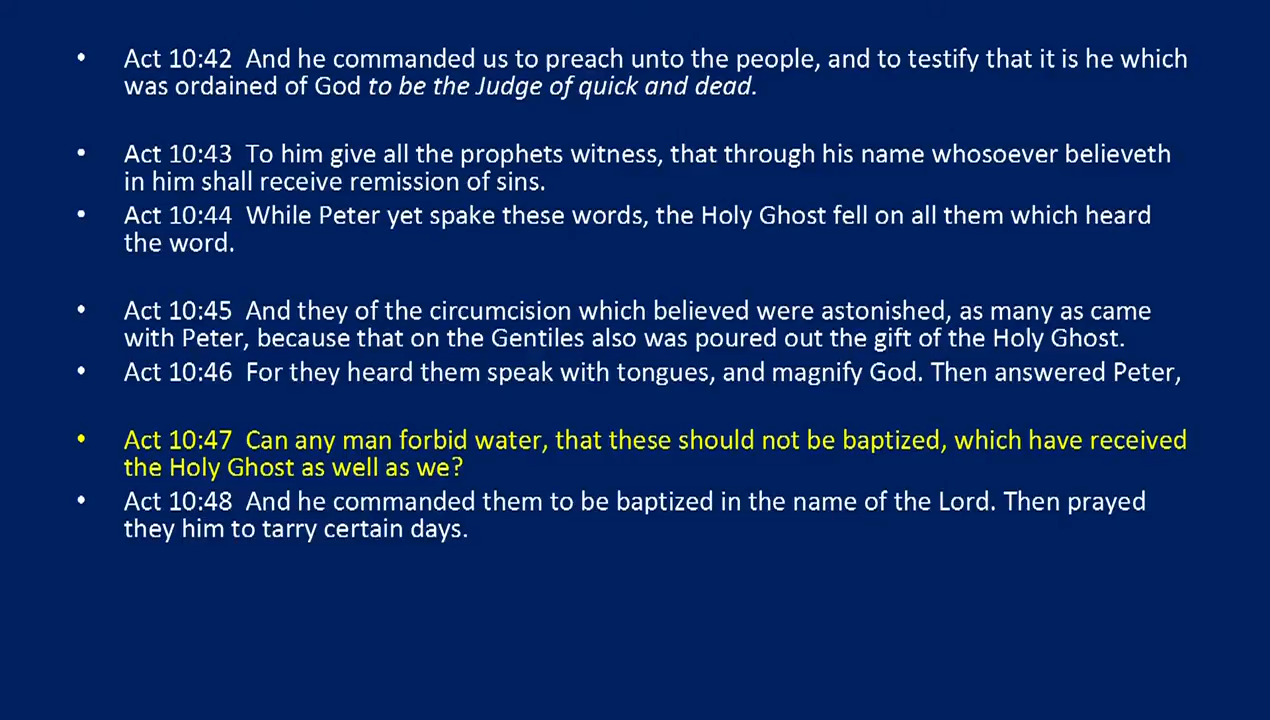 • Act 10:42 And he commanded us to preach unto the people, and to testify that it is he which
was ordained of God to be the Judge of quick and dead.
• Act 10:43 To him give all the prophets witness, that through his name whosoever believeth
in him shall receive remission of sins.
• Act 10:44 While Peter yet spake these words, the Holy Ghost fell on all them which heard
the word.
• Act 10:45 And they of the circumcision which believed were astonished, as many as came
with Peter, because that on the Gentiles also was poured out the gift of the Holy Ghost.
• Act 10:46 For they heard them speak with tongues, and magnify God. Then answered Peter,
• Act 10:47 Can any man forbid water, that these should not be baptized, which have received
the Holy Ghost as well as we?
• Act 10:48 And he commanded them to be baptized in the name of the Lord. Then prayed
they him to tarry certain days.